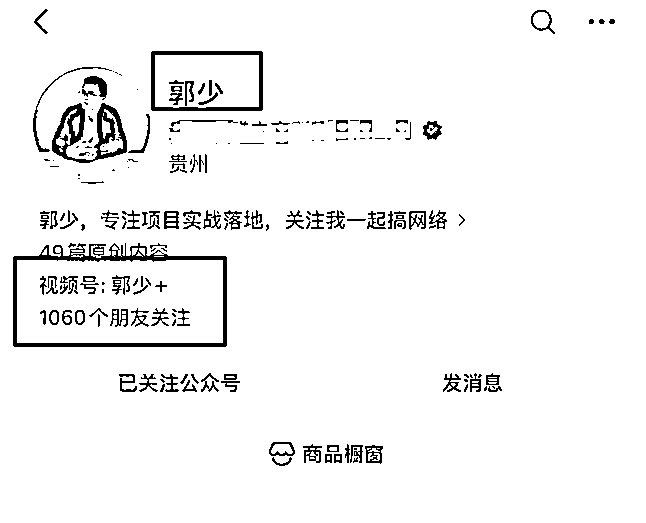 郭少
贵州
郭少，专注项目实战落地，关注我一起搞网络
49篇原创内容
视频号: 郭少+
1060个朋友关注
已关注公众号
发消息
商品橱窗